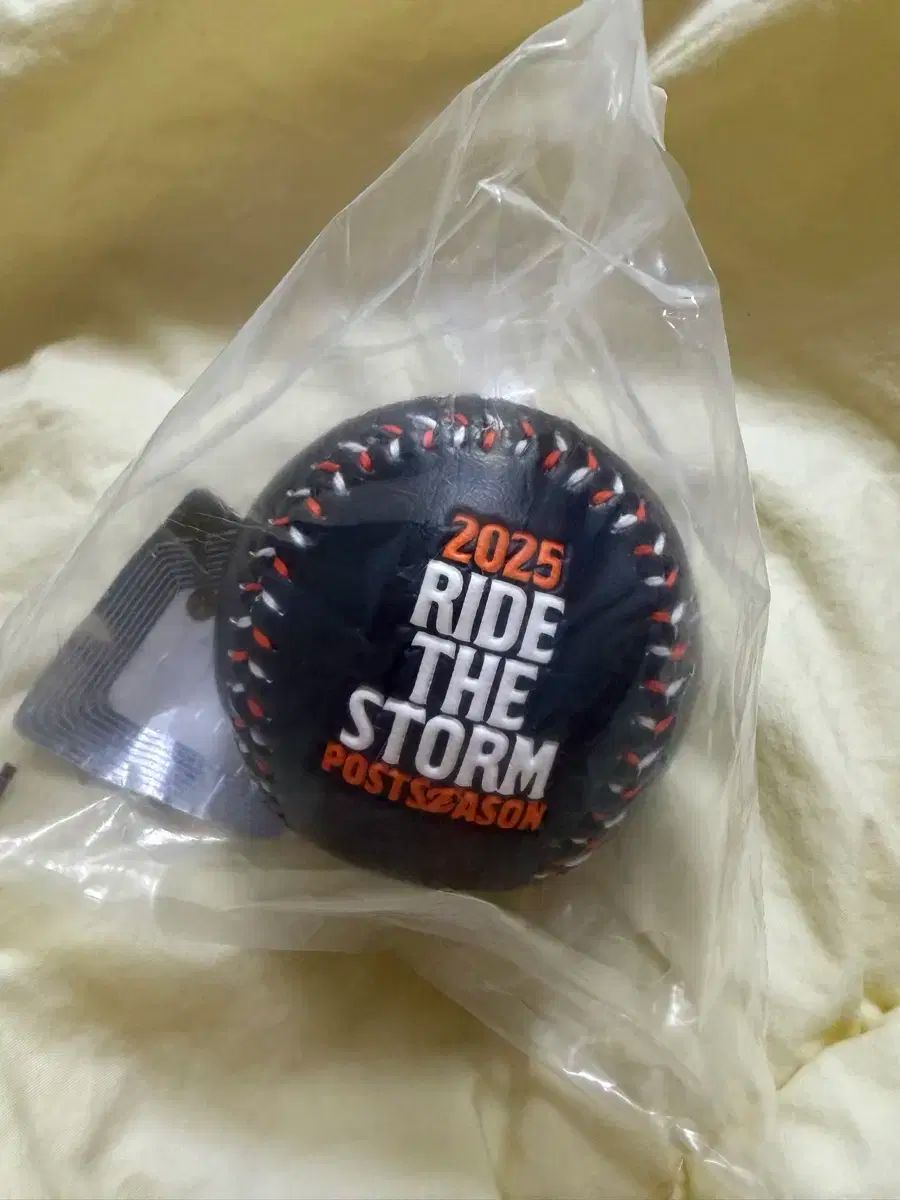 2025
RIDE
THE
STORM
POSTSEASON